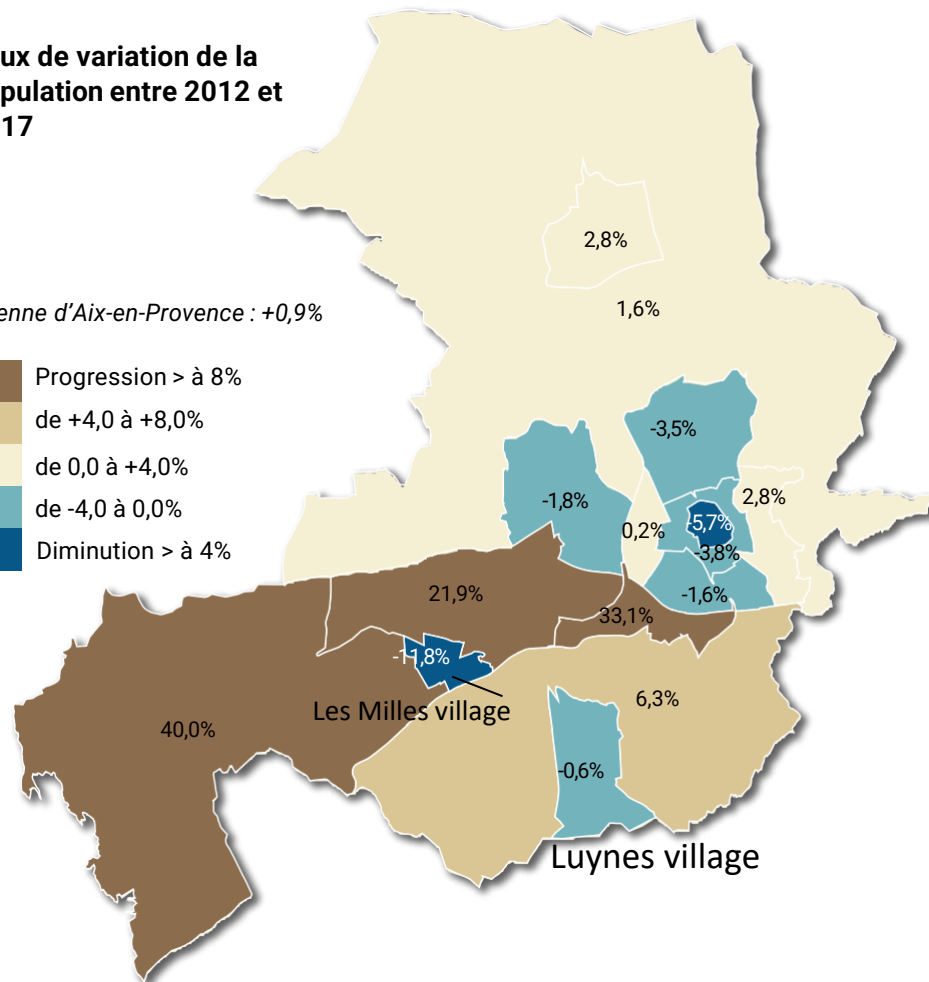 ux de variation de la
pulation entre 2012 et
17
2,8%
1,6%
enne d'Aix-en-Provence : +0,9%
Progression > à 8%
de +4,0 à +8,0%
de 0,0 à +4,0%
de -4,0 à 0,0%
Diminution > à 4%
-3,5%
-1,8%
2,8%
0,2%
-5,7%
-3,8%
-1,6%
21,9%
33,1%
-11,8%
Les Milles village
6,3%
40,0%
-0,6%
Luynes village